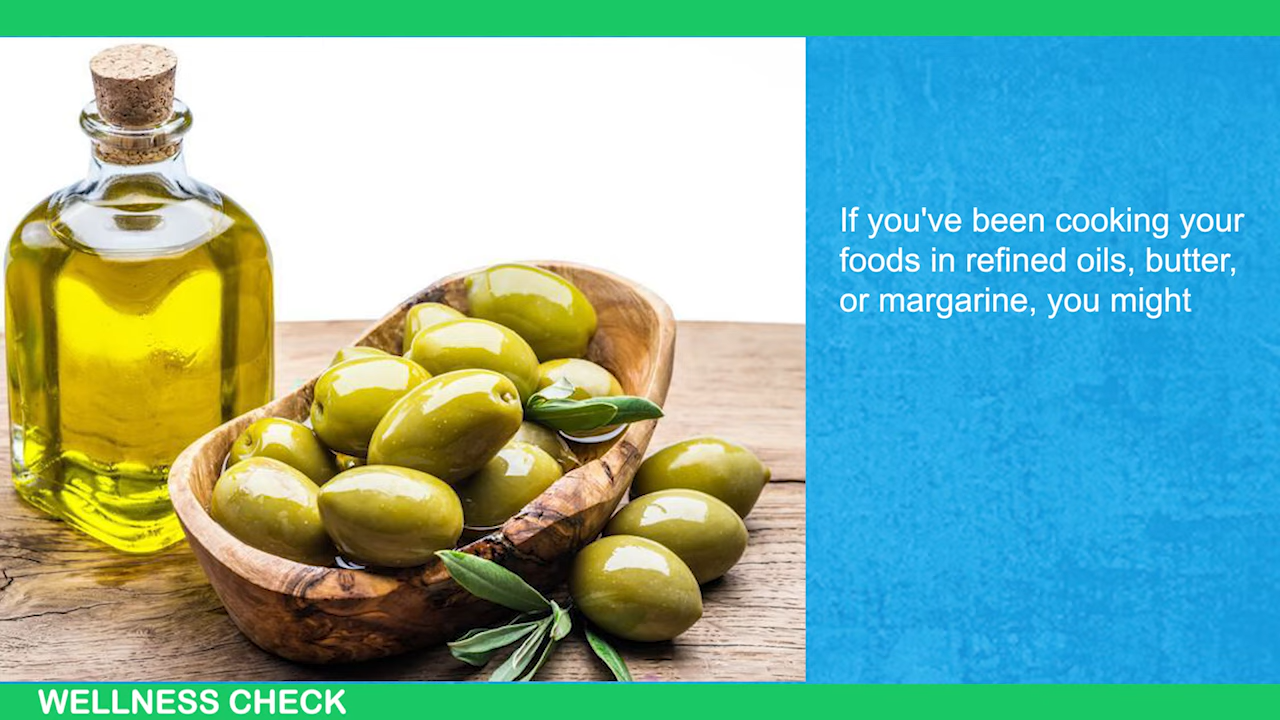 If you've been cooking your
foods in refined oils, butter,
or margarine, you might
WELLNESS CHECK